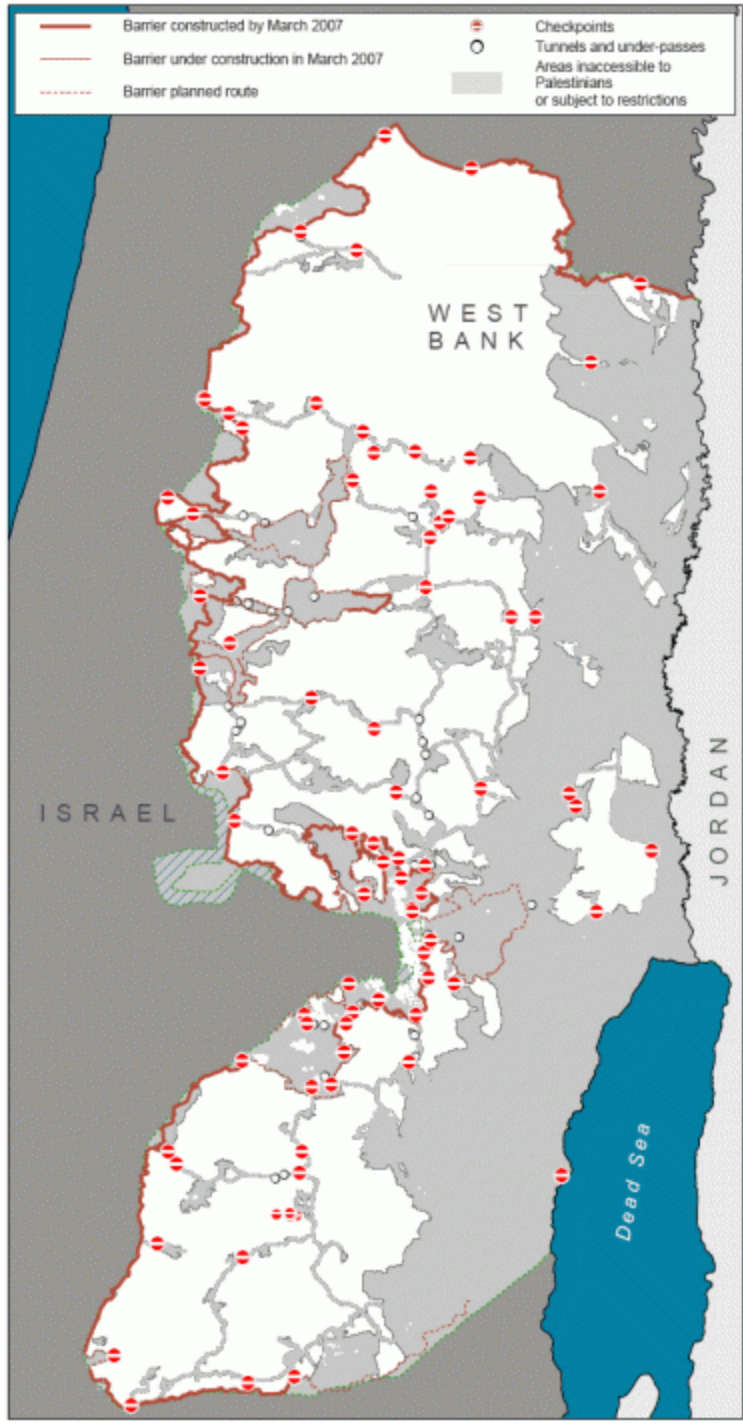 Barrier constructed by March 2007
Barrier under construction in March 2007
Barrier planned route
Checkpoints
Tunnels and under-passes
Areas inaccessible to
Palestinians
or subject to restrictions
WEST
BANK
ISRAEL
JORDAN
Dead Sea